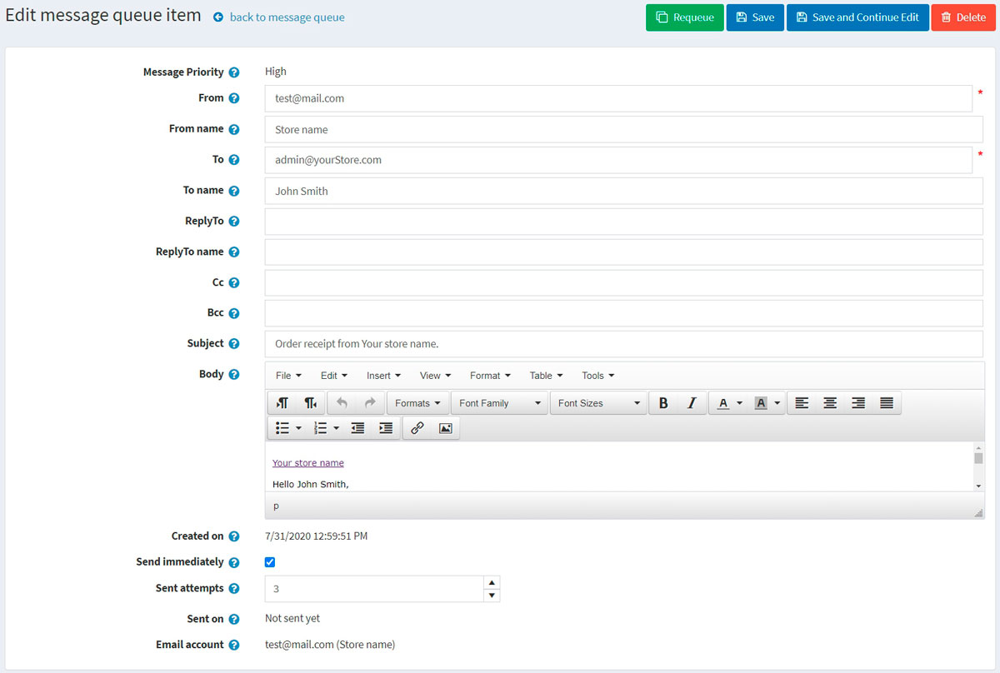 Edit message queue item back to message queue Requeue Save Save and Continue Edit Delete
Message Priority High
From test@mail.com *
From name Store name
To admin@yourStore.com *
To name John Smith
ReplyTo
ReplyTo name
Cc
Bcc
Subject Order receipt from Your store name.
Body File Edit Insert View Format Table Tools
Formats Font Family Font Sizes B I A A
Your store name
Hello John Smith,
p
Created on 7/31/2020 12:59:51 PM
Send immediately
Sent attempts 3
Sent on Not sent yet
Email account test@mail.com (Store name)